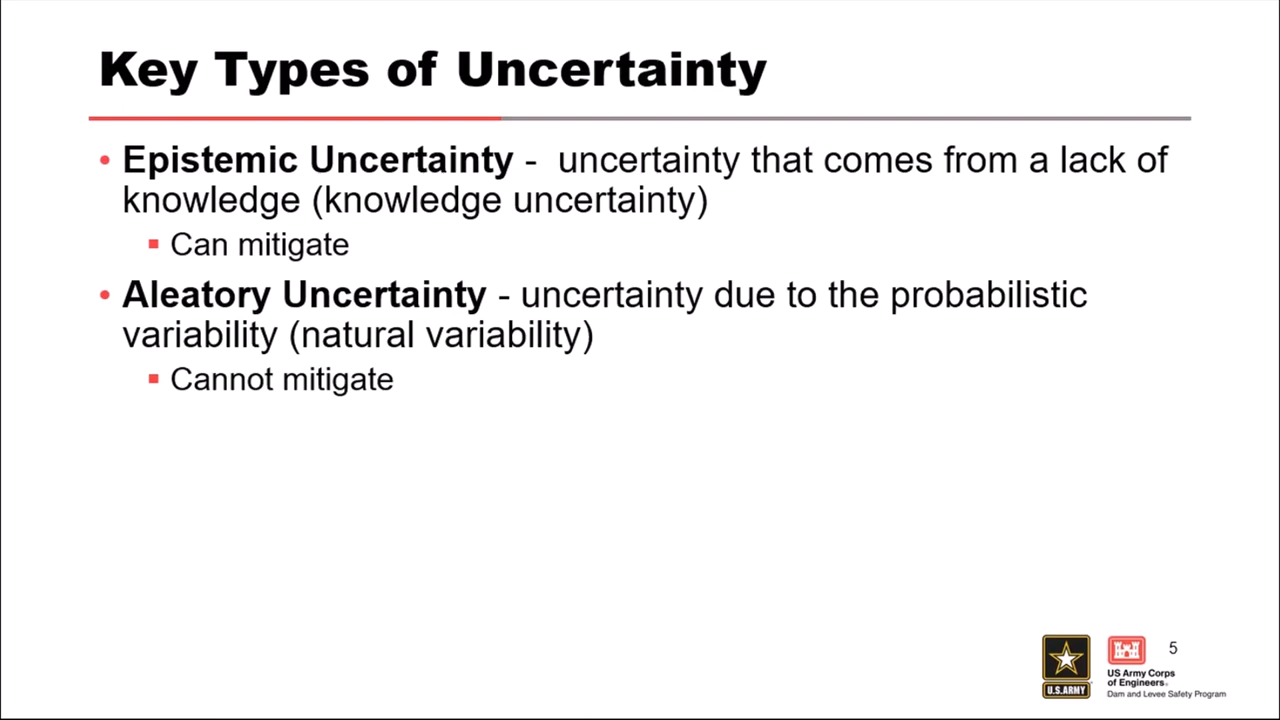 Key Types of Uncertainty
• Epistemic Uncertainty -  uncertainty that comes from a lack of
knowledge (knowledge uncertainty)
▪ Can mitigate
• Aleatory Uncertainty - uncertainty due to the probabilistic
variability (natural variability)
▪ Cannot mitigate
5
U.S.ARMY
US Army Corps
of Engineers®
Dam and Levee Safety Program